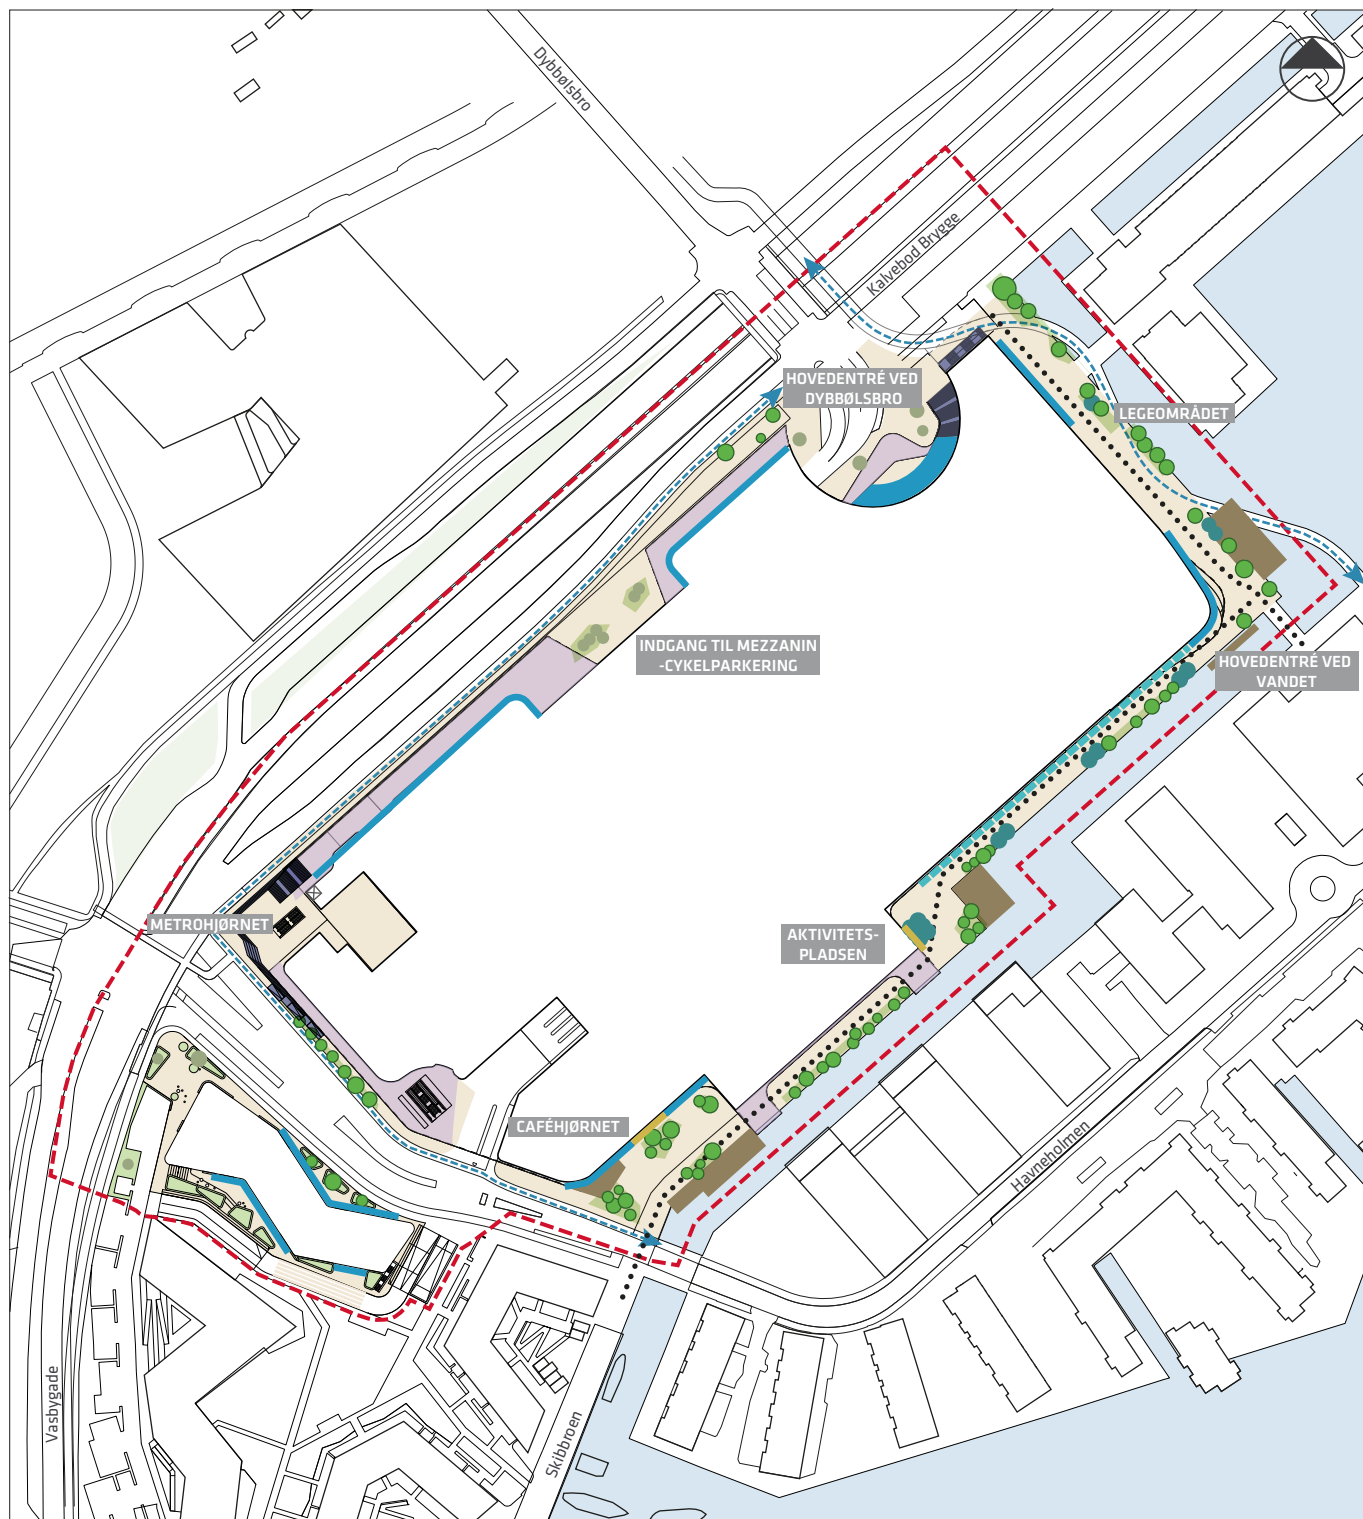 Dybbølsbro
Kalvebod Brygge
HOVEDENTRÉ VED
DYBBØLSBRO
LEGEOMRÅDET
INDGANG TIL MEZZANIN
-CYKELPARKERING
HOVEDENTRÉ VED
VANDET
METROHJØRNET
AKTIVITETS-
PLADSEN
CAFÉHJØRNET
Havneholmen
Vasbygade
Skibbroen